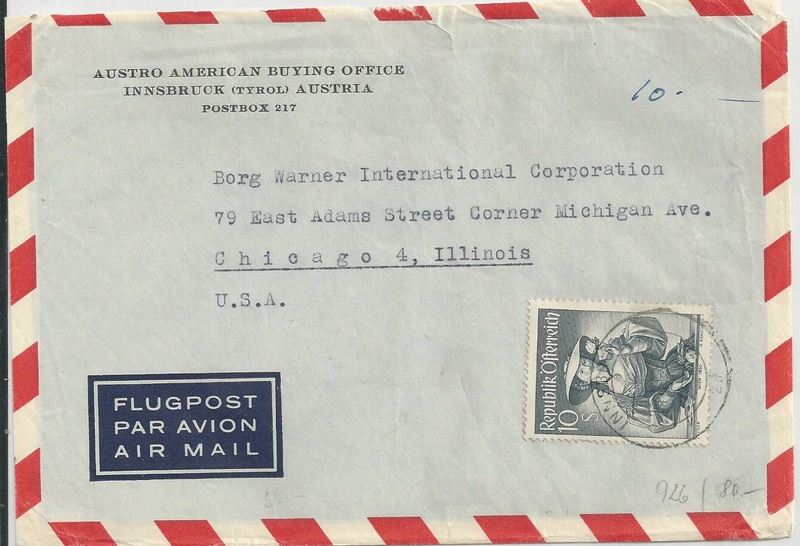 AUSTRO AMERICAN BUYING OFFICE
INNSBRUCK (TYROL) AUSTRIA
POSTBOX 217
10.-
Borg Warner International Corporation
79 East Adams Street Corner Michigan Ave.
Chicago 4, Illinois
U.S.A.
Republik Österreich
10 S
FLUGPOST
PAR AVION
AIR MAIL
926/80.-